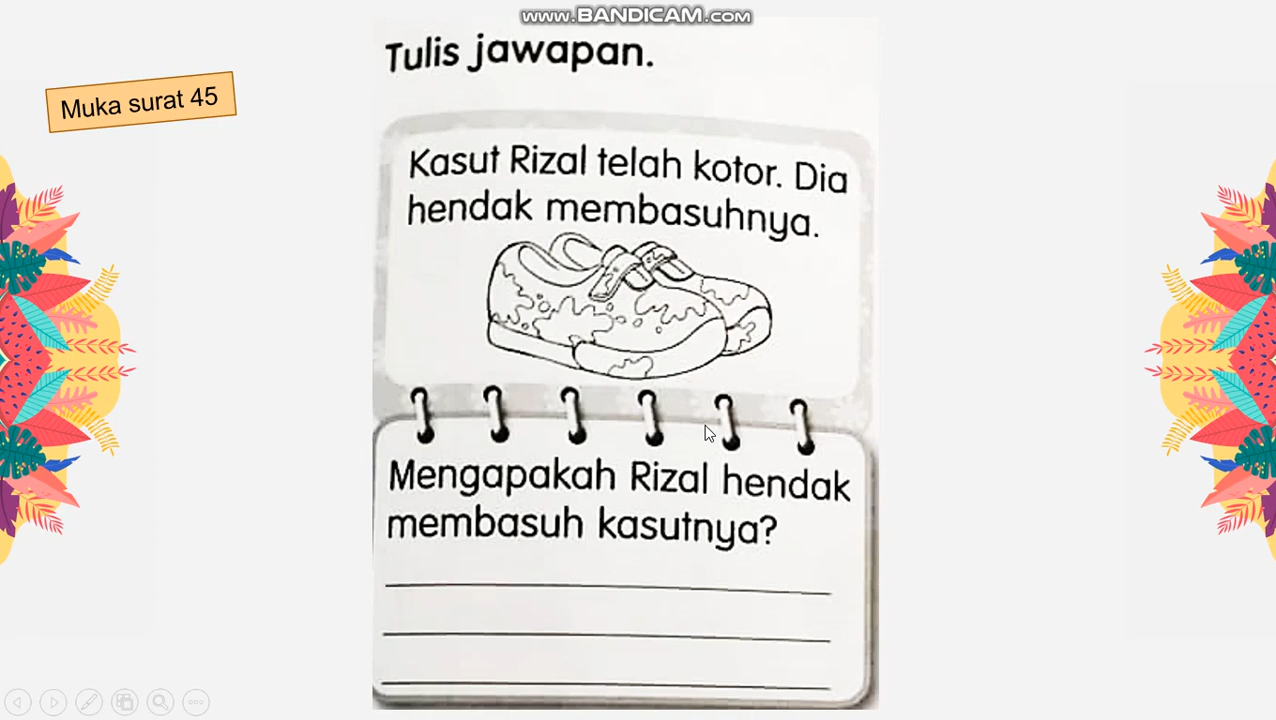 www.BANDICAM.com
Tulis jawapan.
Muka surat 45
Kasut Rizal telah kotor. Dia
hendak membasuhnya.
Mengapakah Rizal hendak
membasuh kasutnya?